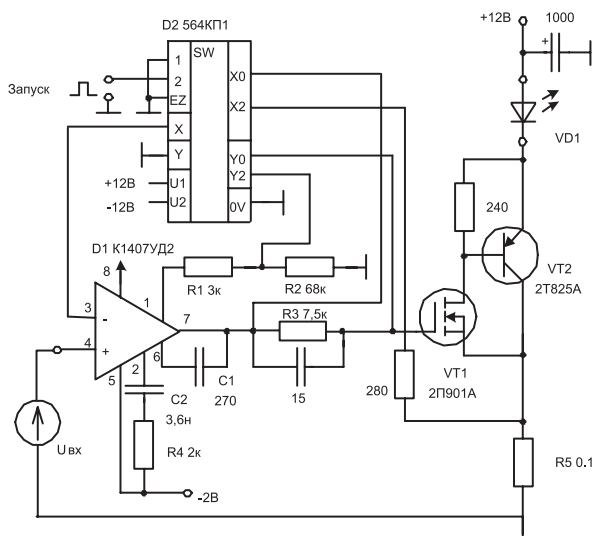 D2 564КП1
+12В
1000
+
SW
1
2
EZ
X
Y
U1
U2
X0
X2
Y0
Y2
0V
Запуск
+12В
-12В
VD1
240
VT2
2Т825А
D1 К1407УД2
8
1
R1 3к
R2 68к
3
-
7
R3 7,5к
4
+
6
5
2
C1
270
15
VT1
2П901А
280
C2
3,6н
Uвх
R4 2к
R5 0.1
-2В